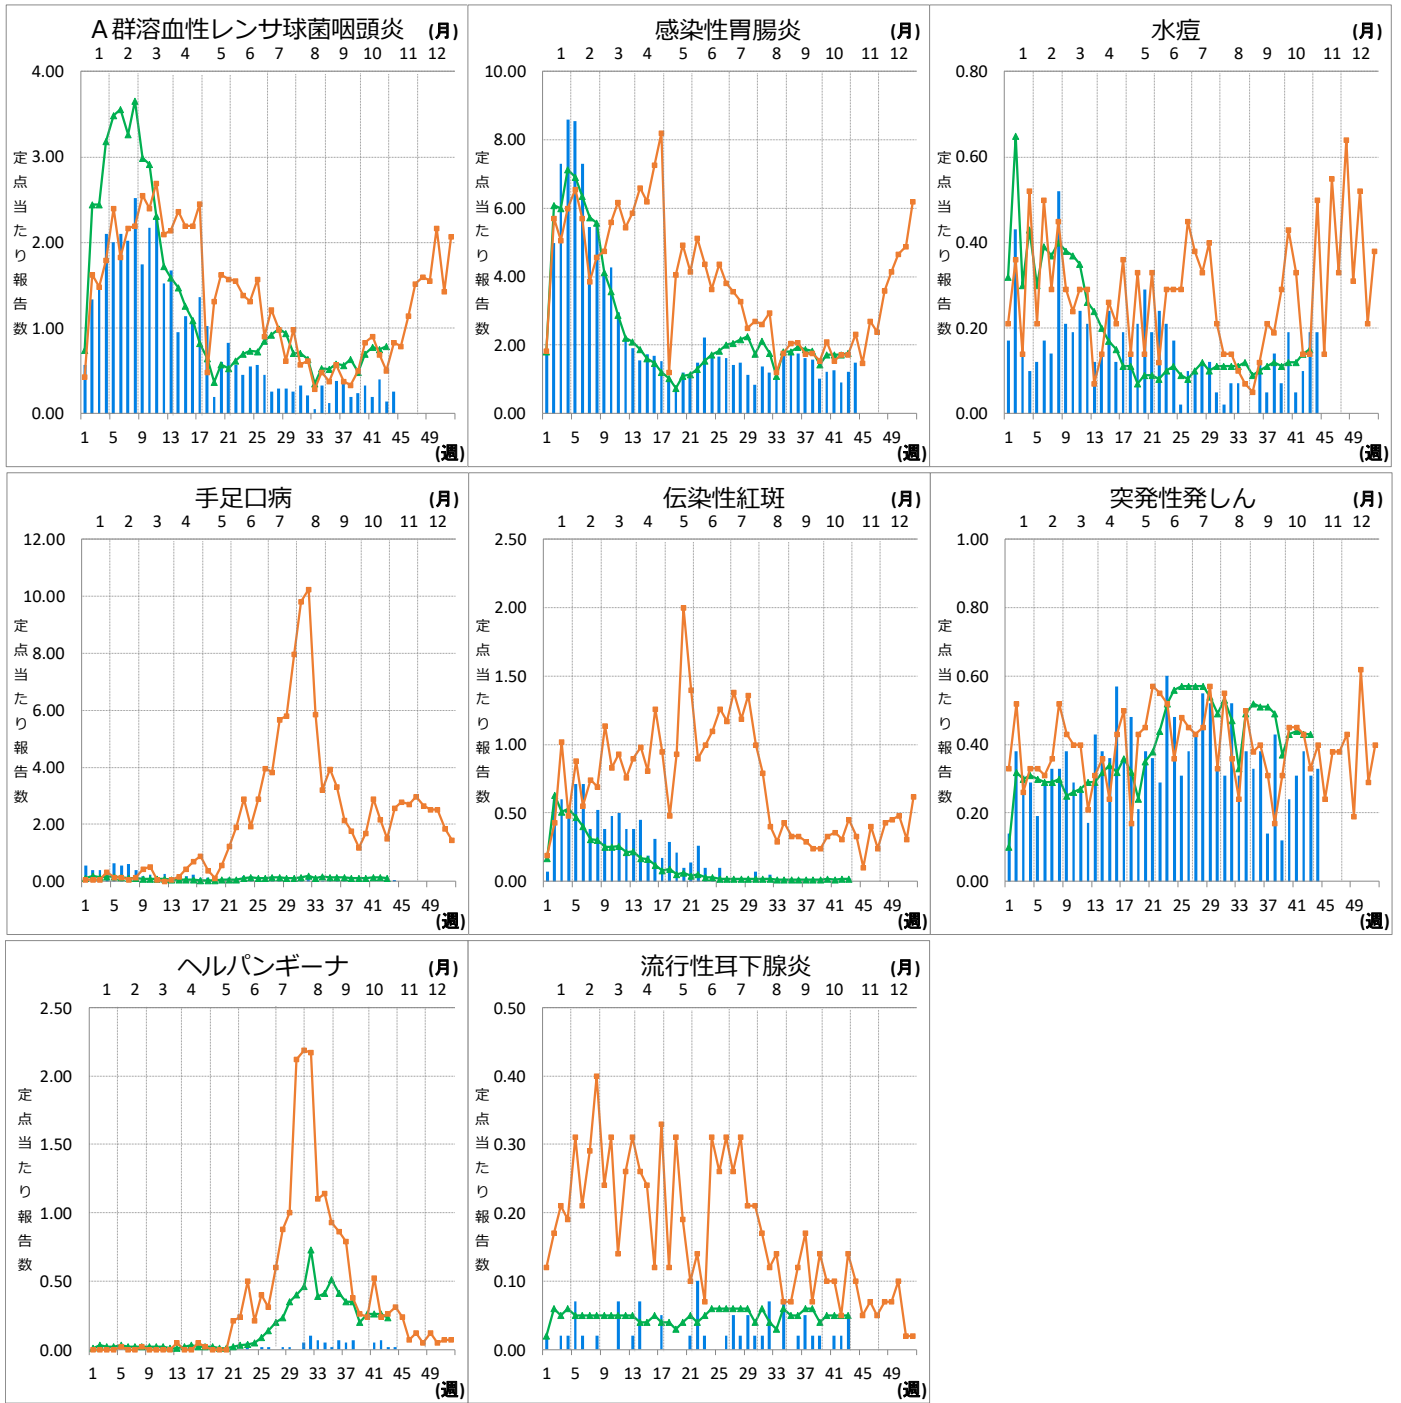 A群溶血性レンサ球菌咽頭炎 (月)
1 2 3 4 5 6 7 8 9 10 11 12
4.00
3.00
2.00
1.00
0.00
定点当たり報告数
1 5 9 13 17 21 25 29 33 37 41 45 49
(週)
感染性胃腸炎 (月)
1 2 3 4 5 6 7 8 9 10 11 12
10.00
8.00
6.00
4.00
2.00
0.00
定点当たり報告数
1 5 9 13 17 21 25 29 33 37 41 45 49
(週)
水痘 (月)
1 2 3 4 5 6 7 8 9 10 11 12
0.80
0.60
0.40
0.20
0.00
定点当たり報告数
1 5 9 13 17 21 25 29 33 37 41 45 49
(週)
手足口病 (月)
1 2 3 4 5 6 7 8 9 10 11 12
12.00
10.00
8.00
6.00
4.00
2.00
0.00
定点当たり報告数
1 5 9 13 17 21 25 29 33 37 41 45 49
(週)
伝染性紅斑 (月)
1 2 3 4 5 6 7 8 9 10 11 12
2.50
2.00
1.50
1.00
0.50
0.00
定点当たり報告数
1 5 9 13 17 21 25 29 33 37 41 45 49
(週)
突発性発しん (月)
1 2 3 4 5 6 7 8 9 10 11 12
1.00
0.80
0.60
0.40
0.20
0.00
定点当たり報告数
1 5 9 13 17 21 25 29 33 37 41 45 49
(週)
ヘルパンギーナ (月)
1 2 3 4 5 6 7 8 9 10 11 12
2.50
2.00
1.50
1.00
0.50
0.00
定点当たり報告数
1 5 9 13 17 21 25 29 33 37 41 45 49
(週)
流行性耳下腺炎 (月)
1 2 3 4 5 6 7 8 9 10 11 12
0.50
0.40
0.30
0.20
0.10
0.00
定点当たり報告数
1 5 9 13 17 21 25 29 33 37 41 45 49
(週)